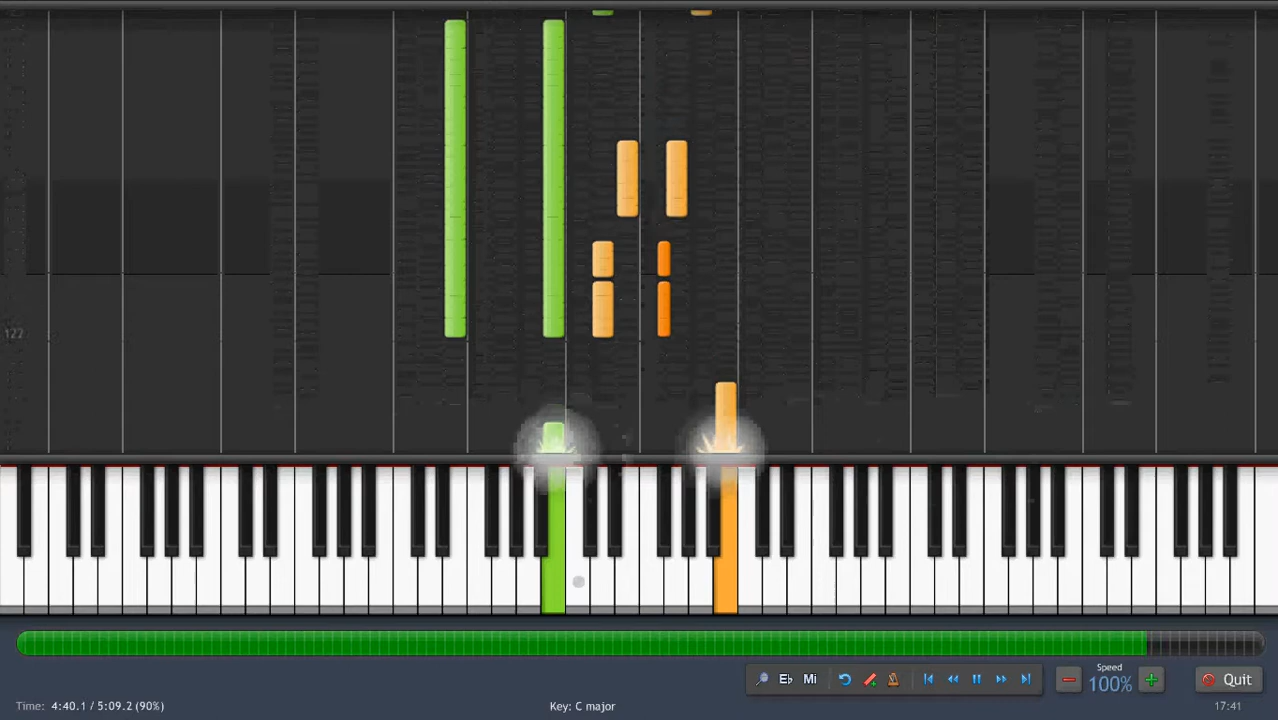 122
E♭ Mi
Speed
100%
Quit
Time: 4:40.1 / 5:09.2 (90%)
Key: C major
17:41